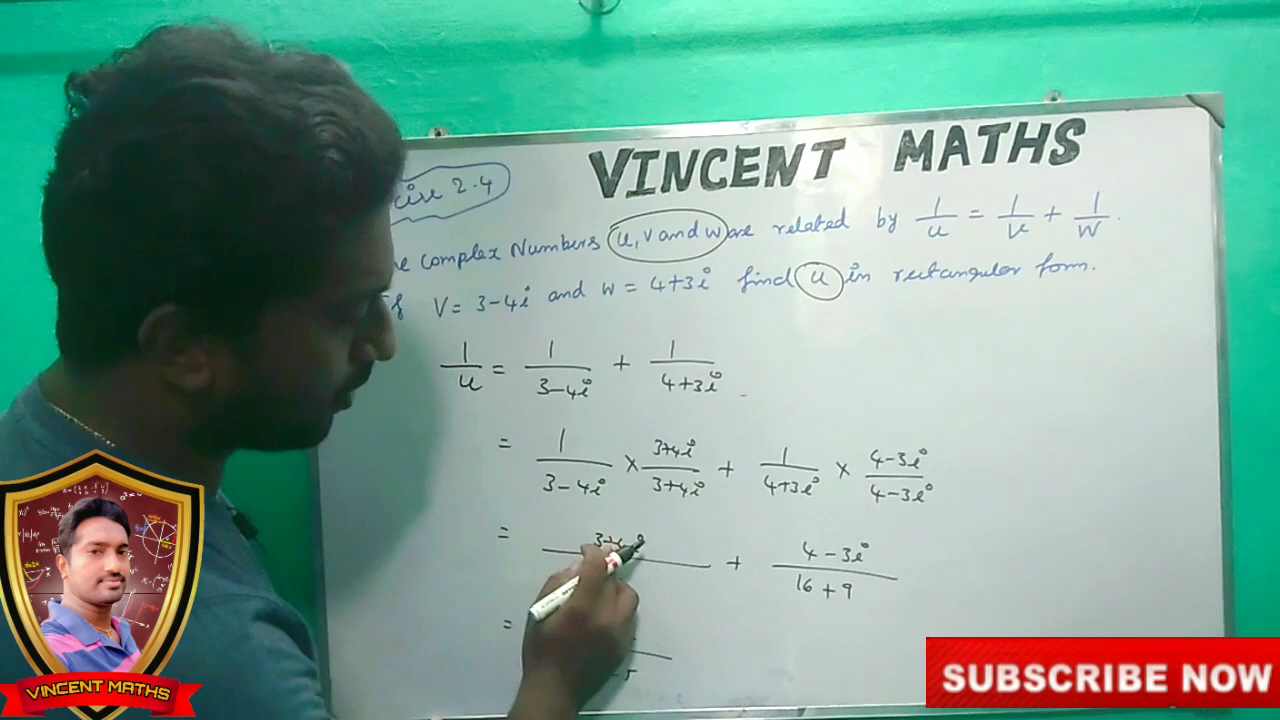 VINCENT MATHS
cise 2.4
complex Numbers u, v and w are related by 1/u = 1/v + 1/w.
If V = 3-4i and w = 4+3i find u in rectangular form.
1/u = 1/(3-4i) + 1/(4+3i)
= 1/(3-4i) × (3+4i)/(3+4i) + 1/(4+3i) × (4-3i)/(4-3i)
= + (4-3i)/(16+9)
=
VINCENT MATHS
SUBSCRIBE NOW